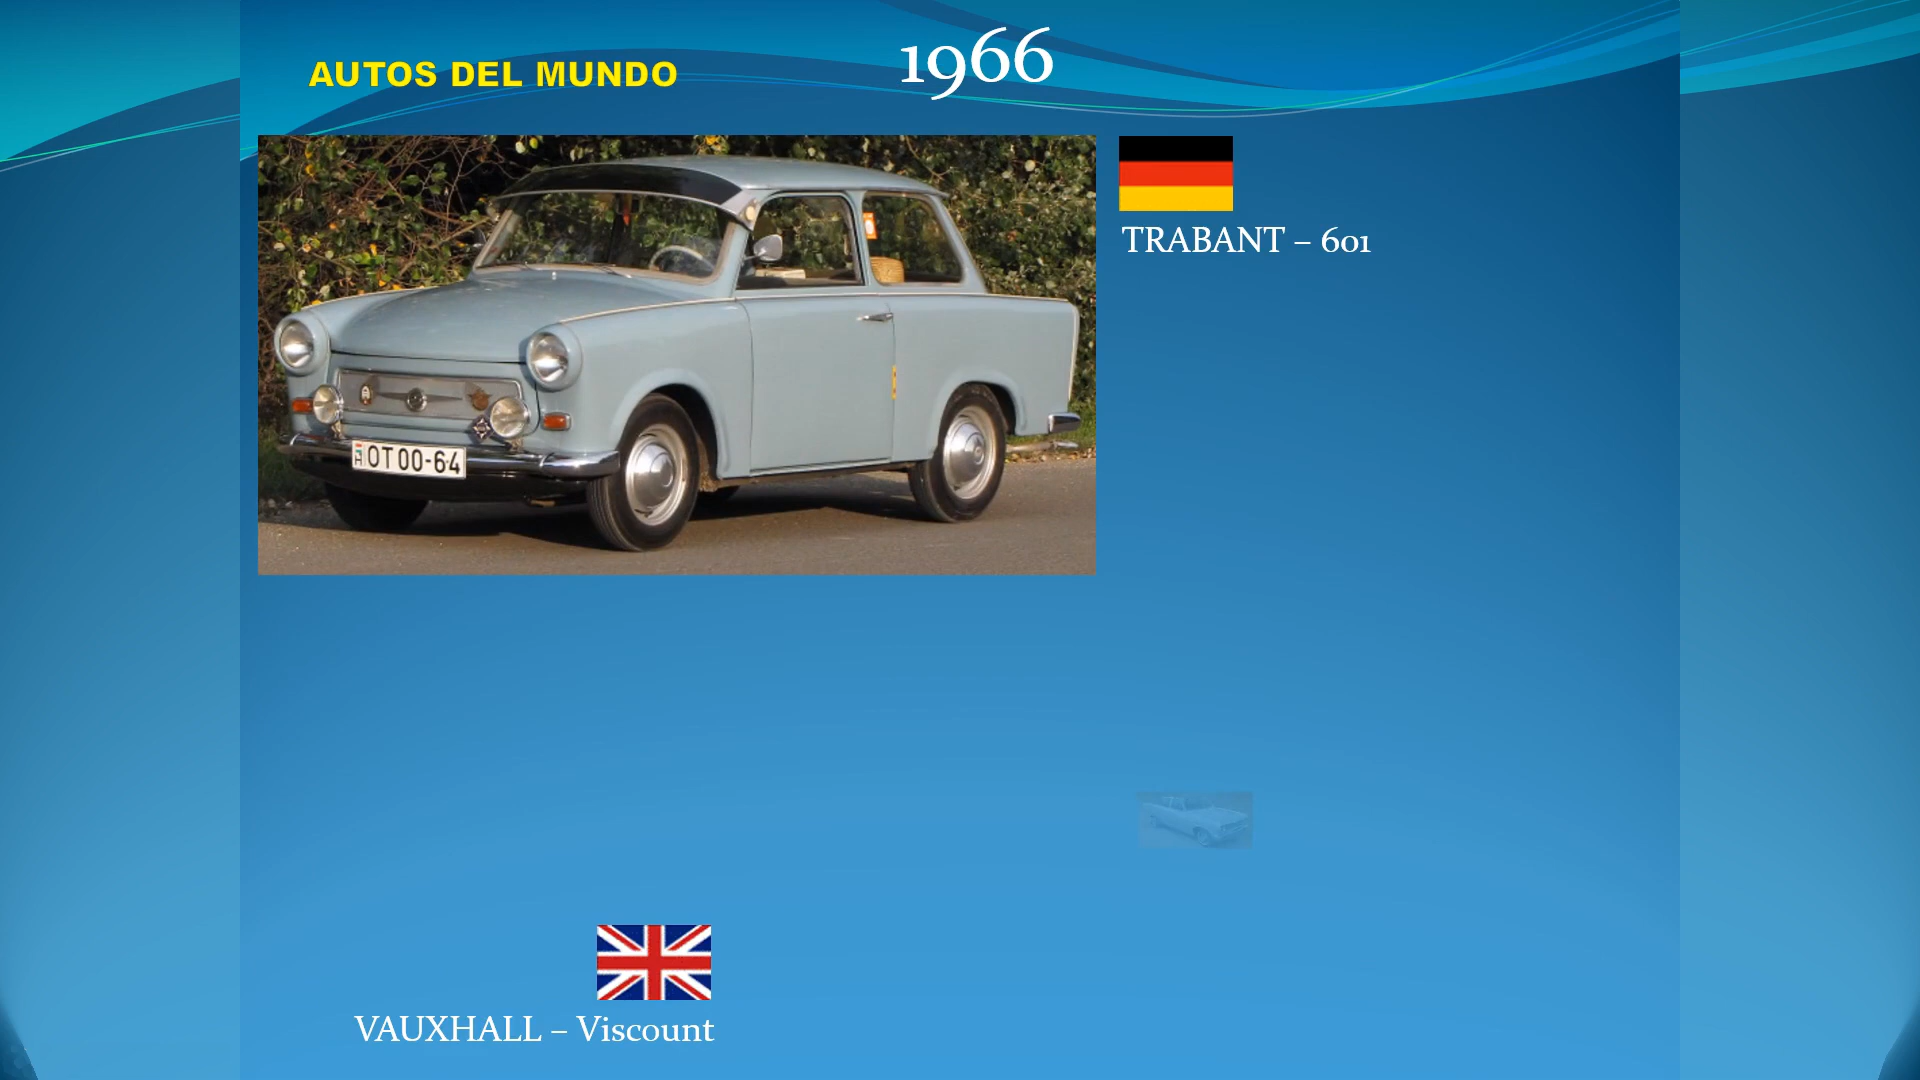 AUTOS DEL MUNDO
1966
TRABANT – 601
H OT 00-64
VAUXHALL – Viscount